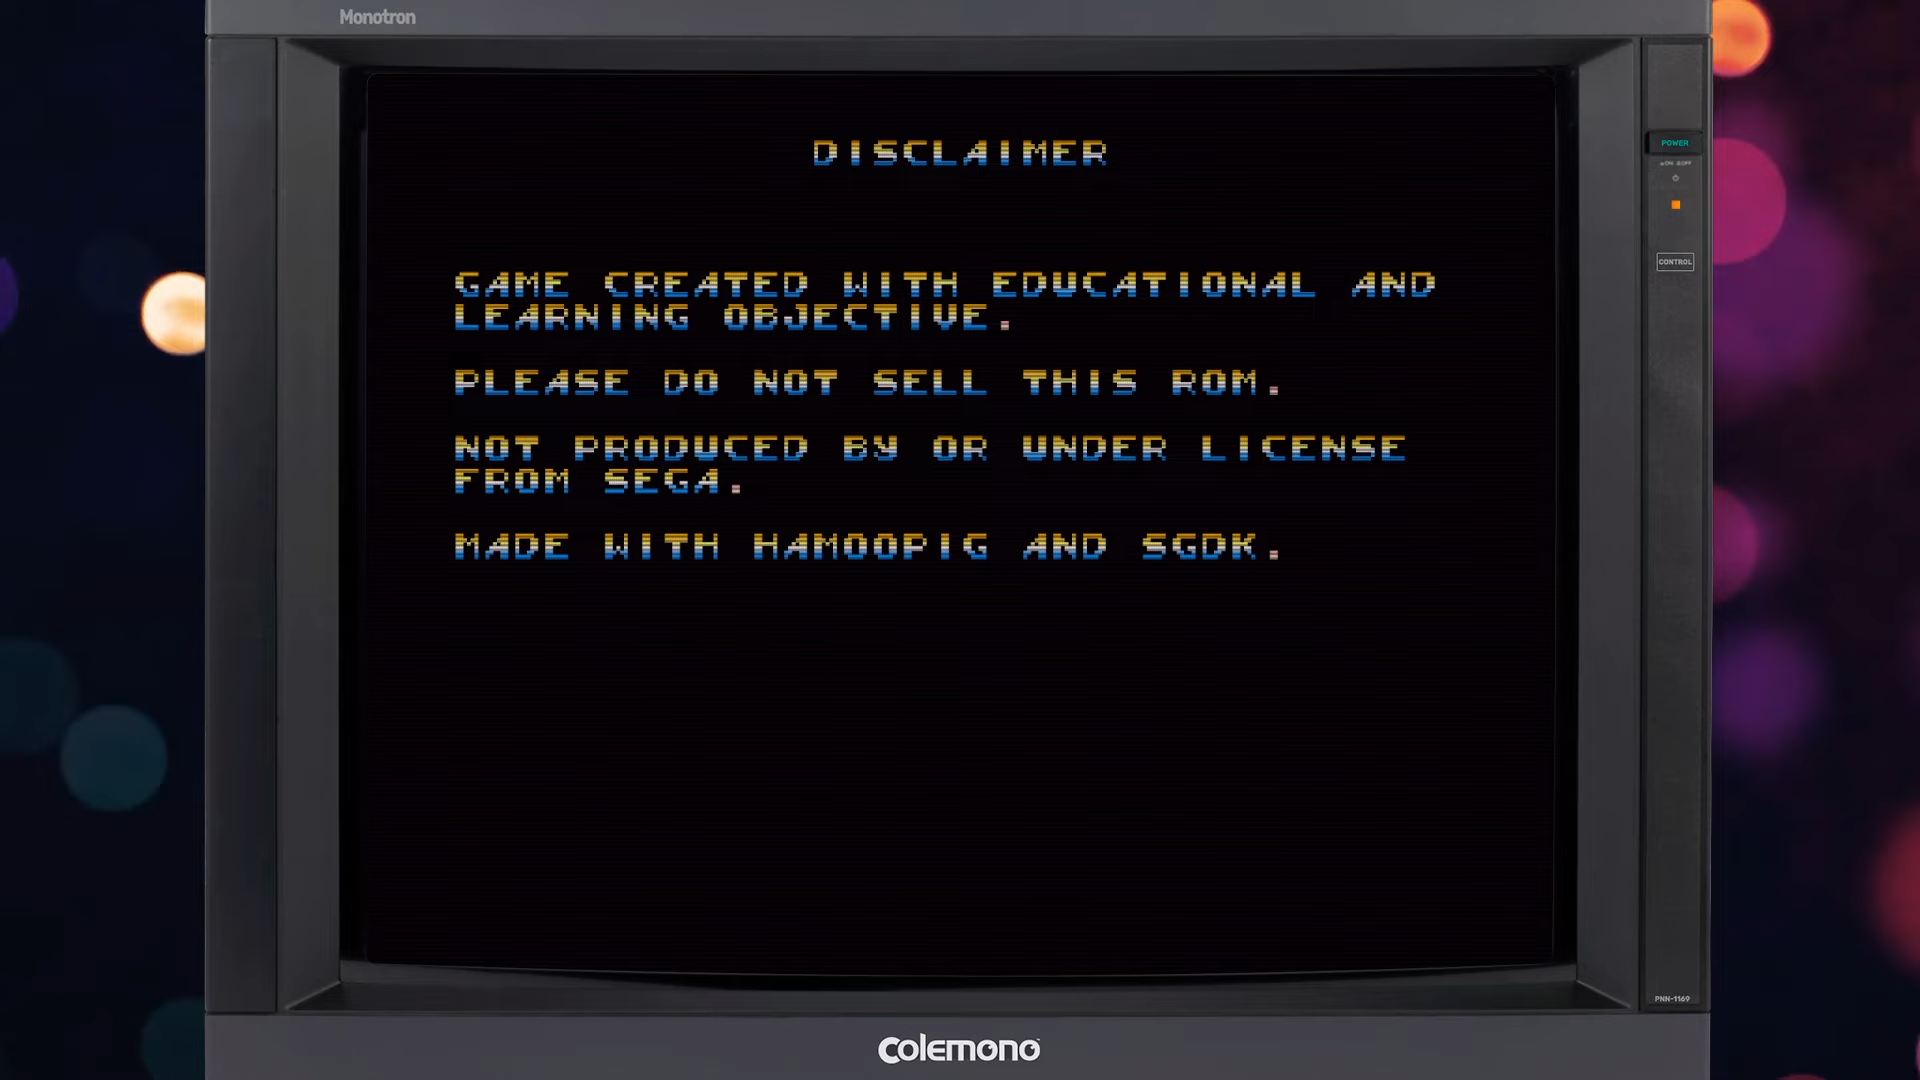 Monotron
DISCLAIMER
POWER
CONTROL
GAME CREATED WITH EDUCATIONAL AND
LEARNING OBJECTIVE.
PLEASE DO NOT SELL THIS ROM.
NOT PRODUCED BY OR UNDER LICENSE
FROM SEGA.
MADE WITH HAMOOPIG AND SGDK.
PNN-1169
Colemono